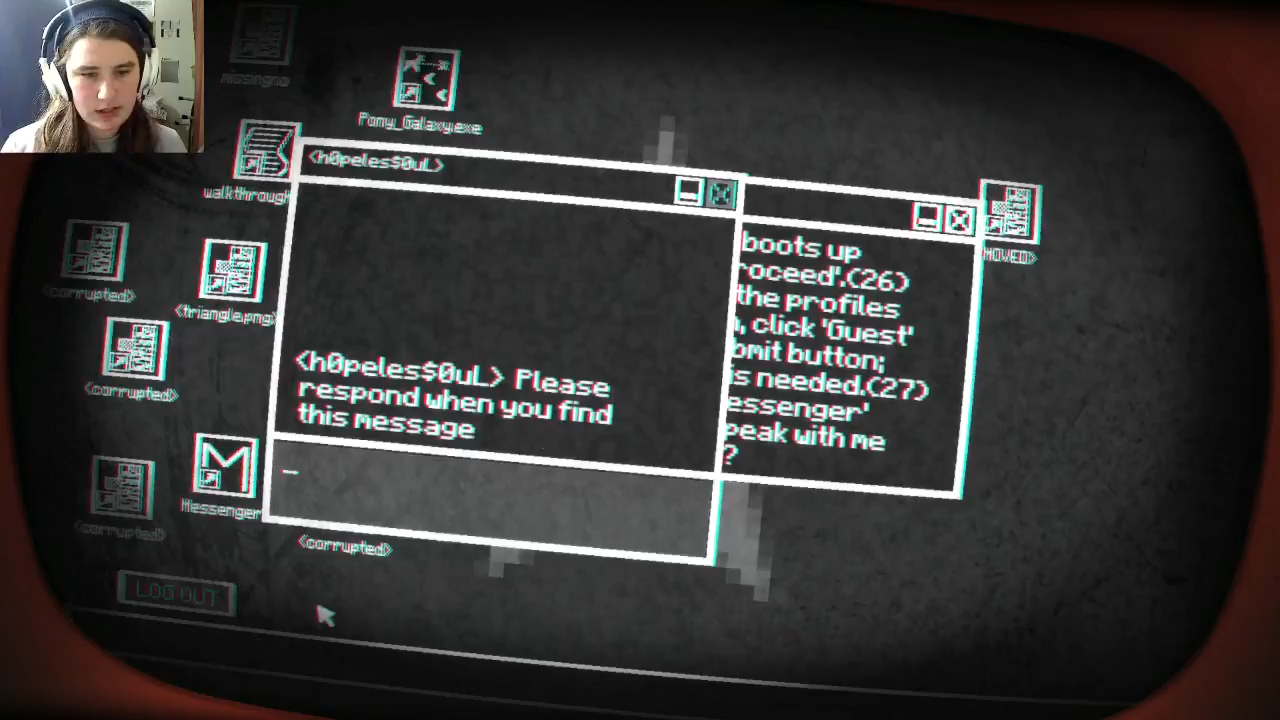 missingno
Pony_Galaxy.exe
<h0peles$0uL>
walkthrough
MOVED>
boots up
roceed'.(26)
the profiles
, click 'Guest'
bmit button;
is needed.(27)
essenger'
peak with me
?
<corrupted>
<triangle.png>
<h0peles$0uL> Please
respond when you find
this message
<corrupted>
Messenger
<corrupted>
<corrupted>
LOG OUT